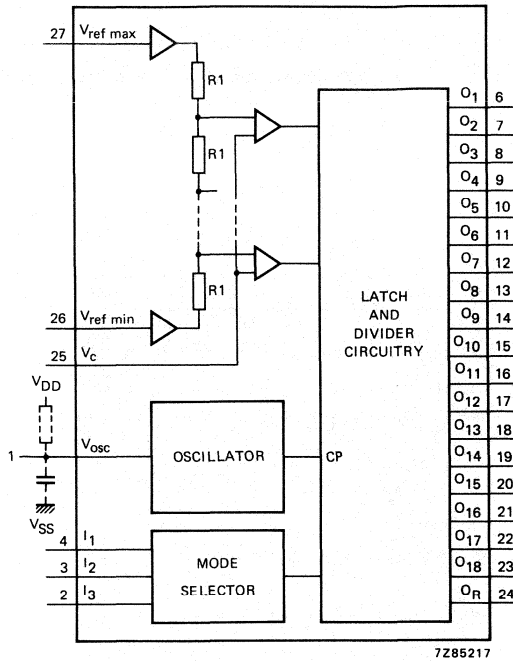 27 Vref max
R1
R1
R1
26 Vref min
25 Vc
VDD
1 Vosc
VSS
4 I1
3 I2
2 I3
OSCILLATOR
MODE
SELECTOR
CP
LATCH
AND
DIVIDER
CIRCUITRY
O1 6
O2 7
O3 8
O4 9
O5 10
O6 11
O7 12
O8 13
O9 14
O10 15
O11 16
O12 17
O13 18
O14 19
O15 20
O16 21
O17 22
O18 23
OR 24
7Z85217